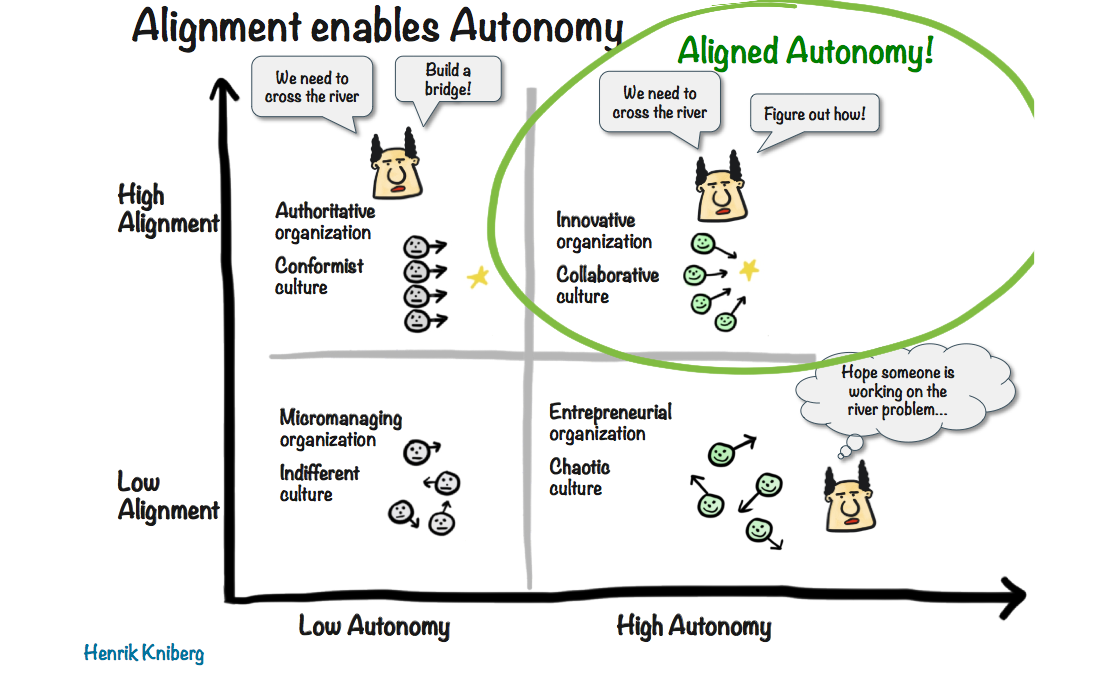 Alignment enables Autonomy
Aligned Autonomy!
We need to
cross the river
Build a
bridge!
We need to
cross the river
Figure out how!
High
Alignment
Authoritative
organization
Conformist
culture
Innovative
organization
Collaborative
culture
Hope someone is
working on the
river problem...
Low
Alignment
Micromanaging
organization
Indifferent
culture
Entrepreneurial
organization
Chaotic
culture
Low Autonomy
High Autonomy
Henrik Kniberg